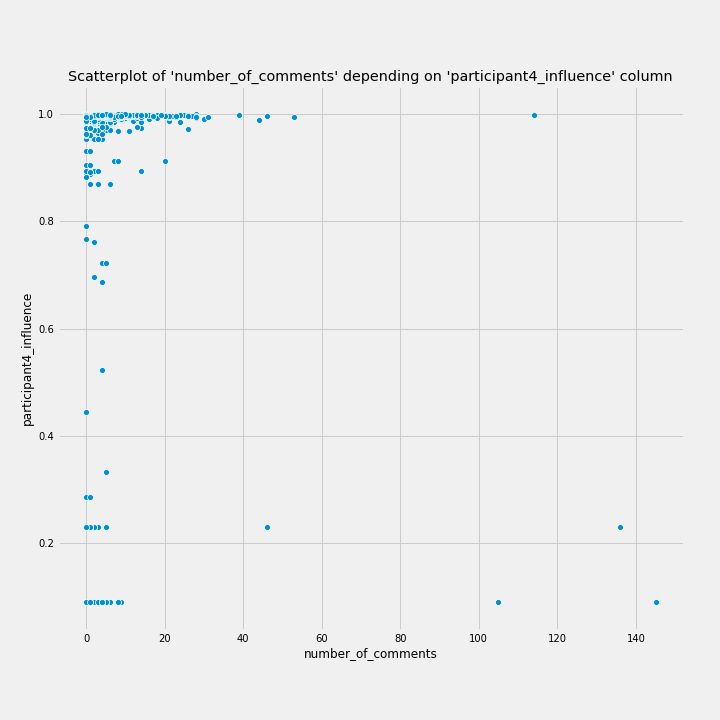 Scatterplot of 'number_of_comments' depending on 'participant4_influence' column
1.0
0.8
0.6
0.4
0.2
participant4_influence
0 20 40 60 80 100 120 140
number_of_comments